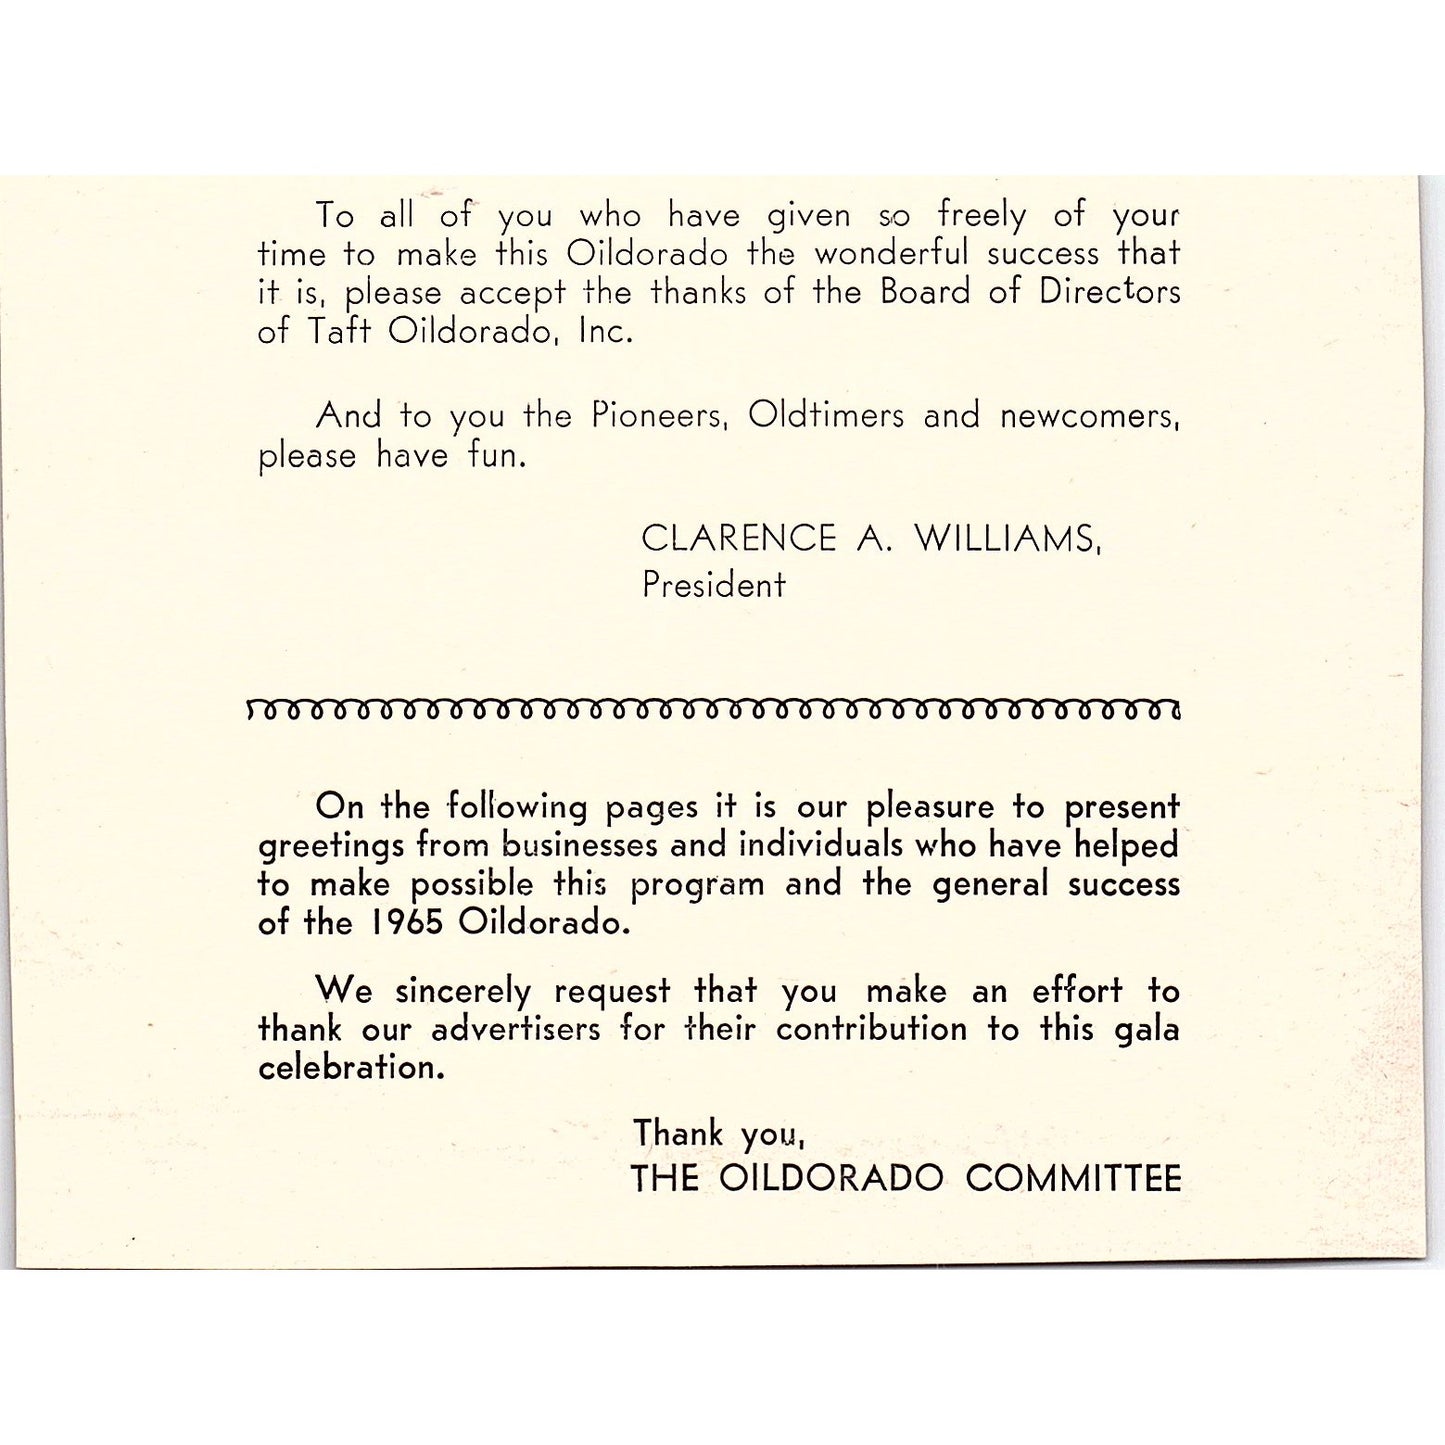 To all of you who have given so freely of your
time to make this Oildorado the wonderful success that
it is, please accept the thanks of the Board of Directors
of Taft Oildorado, Inc.
And to you the Pioneers, Oldtimers and newcomers,
please have fun.
CLARENCE A. WILLIAMS,
President
On the following pages it is our pleasure to present
greetings from businesses and individuals who have helped
to make possible this program and the general success
of the 1965 Oildorado.
We sincerely request that you make an effort to
thank our advertisers for their contribution to this gala
celebration.
Thank you,
THE OILDORADO COMMITTEE